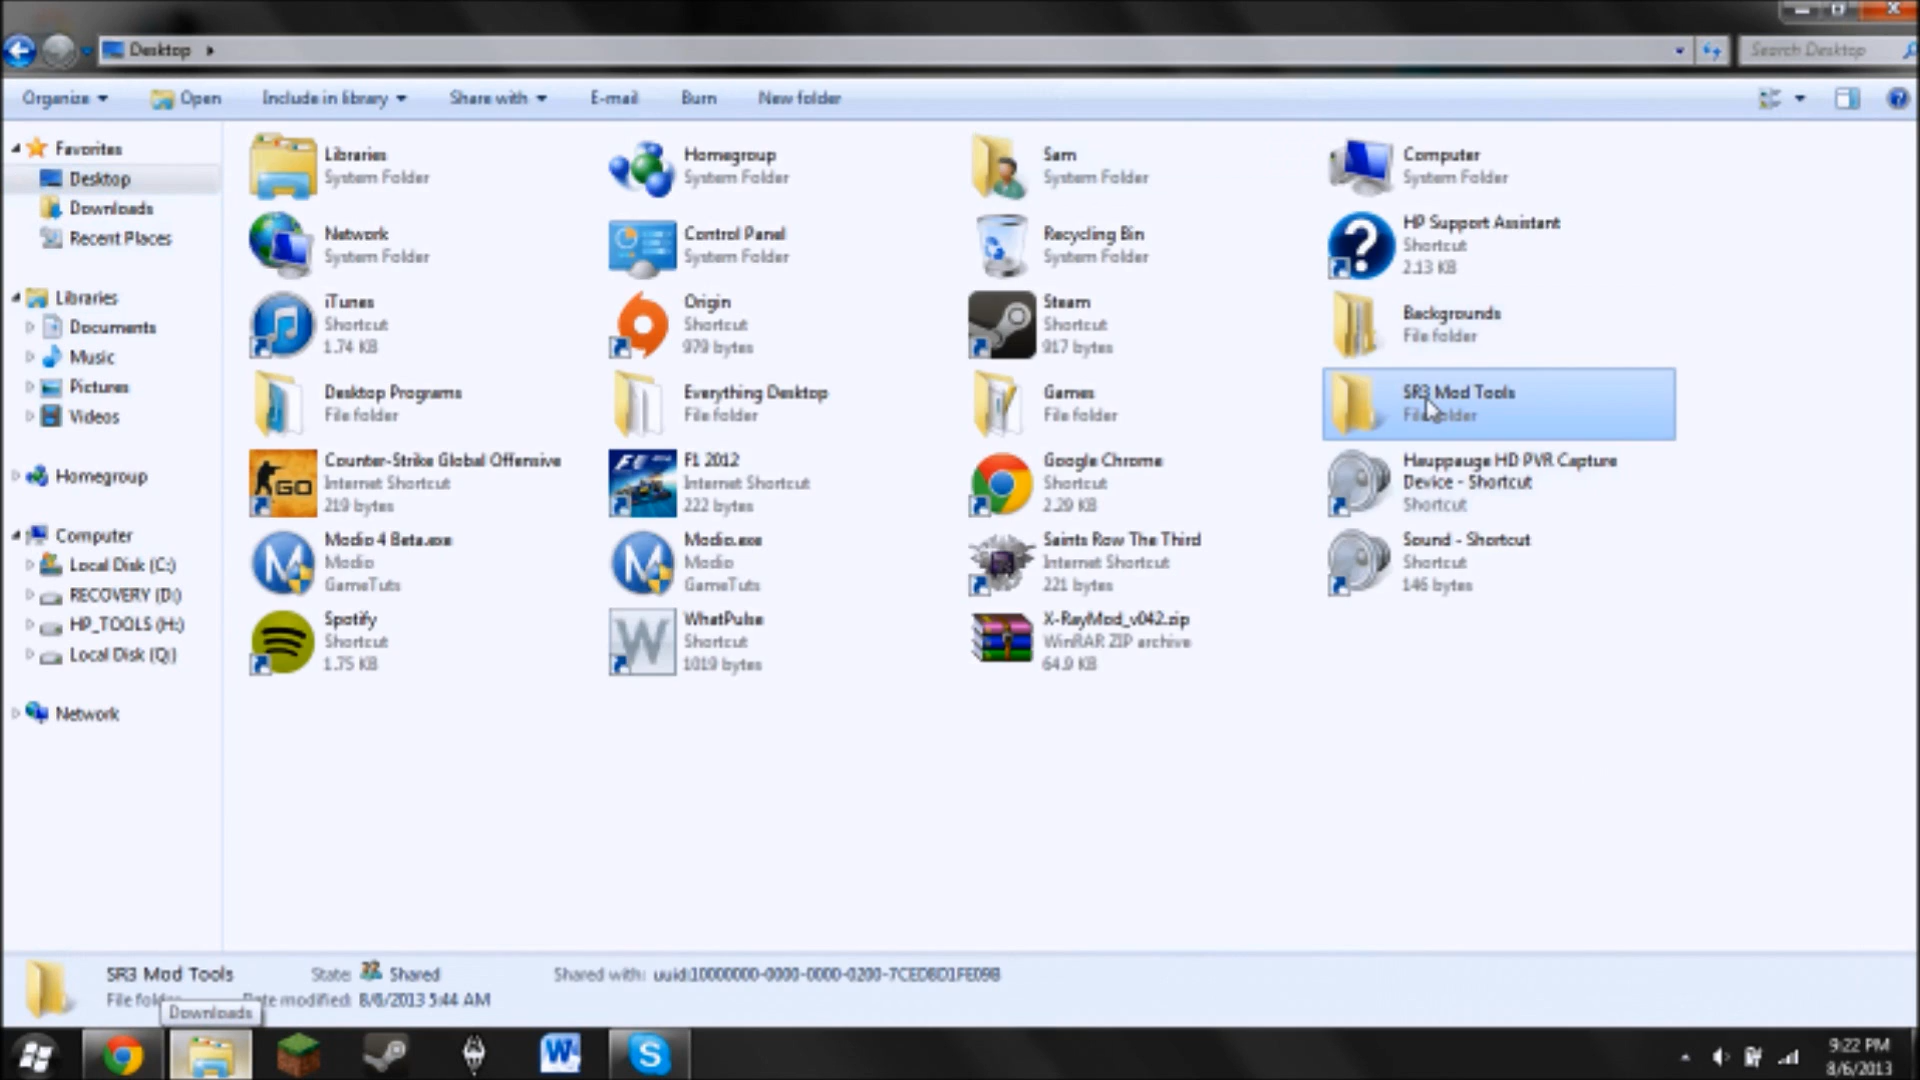 Desktop
Search Desktop
Organize
Open
Include in library
Share with
E-mail
Burn
New folder
Favorites
Desktop
Downloads
Recent Places
Libraries
Documents
Music
Pictures
Videos
Homegroup
Computer
Local Disk (C:)
RECOVERY (D:)
HP_TOOLS (H:)
Local Disk (Q:)
Network
Libraries
System Folder
Homegroup
System Folder
Sam
System Folder
Computer
System Folder
Network
System Folder
Control Panel
System Folder
Recycling Bin
System Folder
HP Support Assistant
Shortcut
2.13 KB
iTunes
Shortcut
1.74 KB
Origin
Shortcut
979 bytes
Steam
Shortcut
917 bytes
Backgrounds
File folder
Desktop Programs
File folder
Everything Desktop
File folder
Games
File folder
SR3 Mod Tools
File folder
GO
Counter-Strike Global Offensive
Internet Shortcut
219 bytes
F1 2012
Internet Shortcut
222 bytes
Google Chrome
Shortcut
2.29 KB
Hauppauge HD PVR Capture
Device - Shortcut
Shortcut
Modio 4 Beta.exe
Modio
GameTuts
Modio.exe
Modio
GameTuts
Saints Row The Third
Internet Shortcut
221 bytes
Sound - Shortcut
Shortcut
146 bytes
Spotify
Shortcut
1.75 KB
WhatPulse
Shortcut
1019 bytes
X-RayMod_v042.zip
WinRAR ZIP archive
64.9 KB
SR3 Mod Tools State: Shared Shared with:
File folder Date modified: 8/6/2013 5:44 AM
Downloads
9:22 PM
8/6/2013